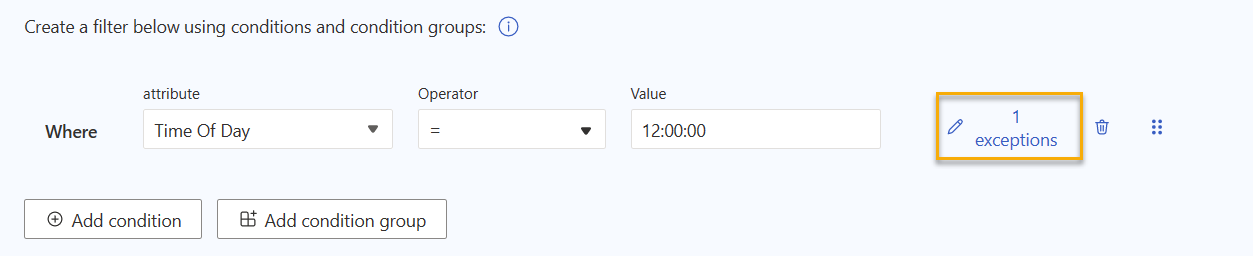 Create a filter below using conditions and condition groups:
attribute
Operator
Value
Where
Time Of Day
=
12:00:00
1
exceptions
Add condition
Add condition group